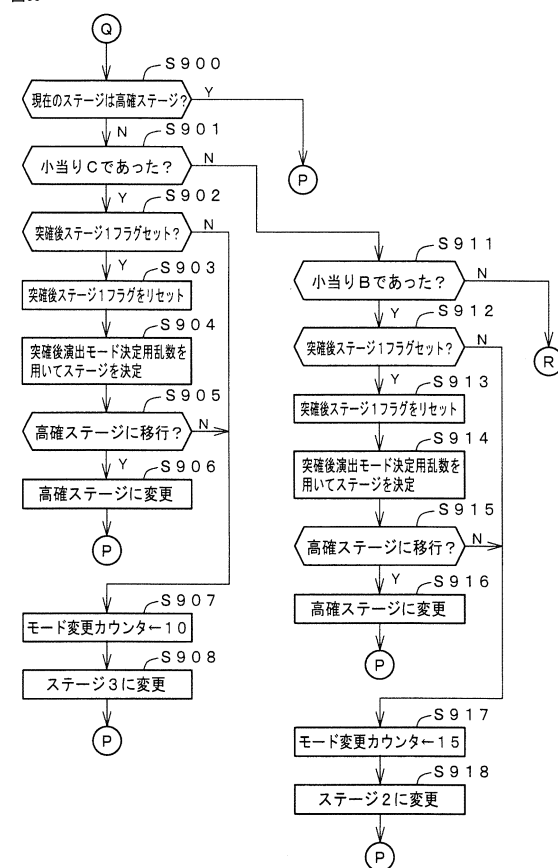 Q
S900
現在のステージは高確ステージ?
Y
N
S901
小当りCであった?
N
P
Y
S902
突確後ステージ1フラグセット?
N
Y
S903
突確後ステージ1フラグをリセット
S904
突確後演出モード決定用乱数を
用いてステージを決定
S905
高確ステージに移行?
N
Y
S906
高確ステージに変更
P
S907
モード変更カウンタ←10
S908
ステージ3に変更
P
S911
小当りBであった?
N
Y
R
S912
突確後ステージ1フラグセット?
N
Y
S913
突確後ステージ1フラグをリセット
S914
突確後演出モード決定用乱数を
用いてステージを決定
S915
高確ステージに移行?
N
Y
S916
高確ステージに変更
P
S917
モード変更カウンタ←15
S918
ステージ2に変更
P